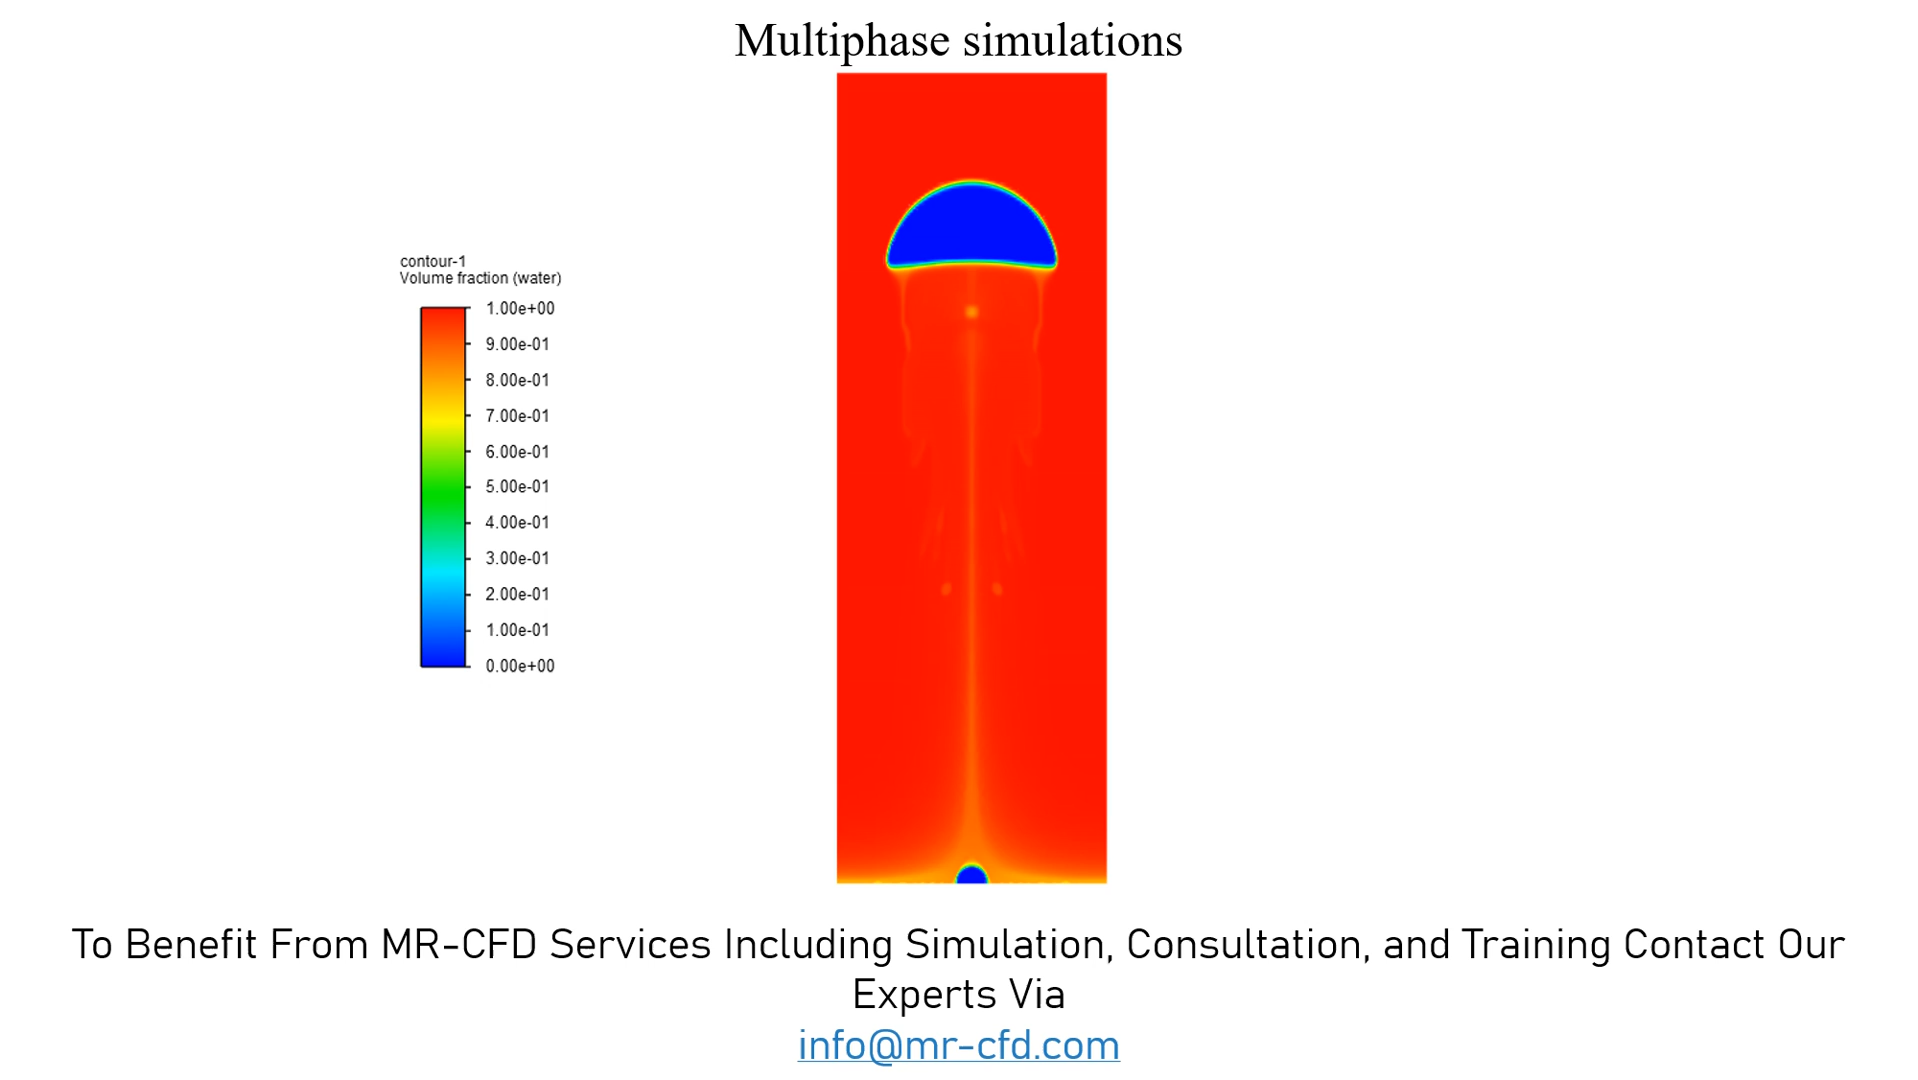 Multiphase simulations
contour-1
Volume fraction (water)
1.00e+00
9.00e-01
8.00e-01
7.00e-01
6.00e-01
5.00e-01
4.00e-01
3.00e-01
2.00e-01
1.00e-01
0.00e+00
To Benefit From MR-CFD Services Including Simulation, Consultation, and Training Contact Our
Experts Via
info@mr-cfd.com